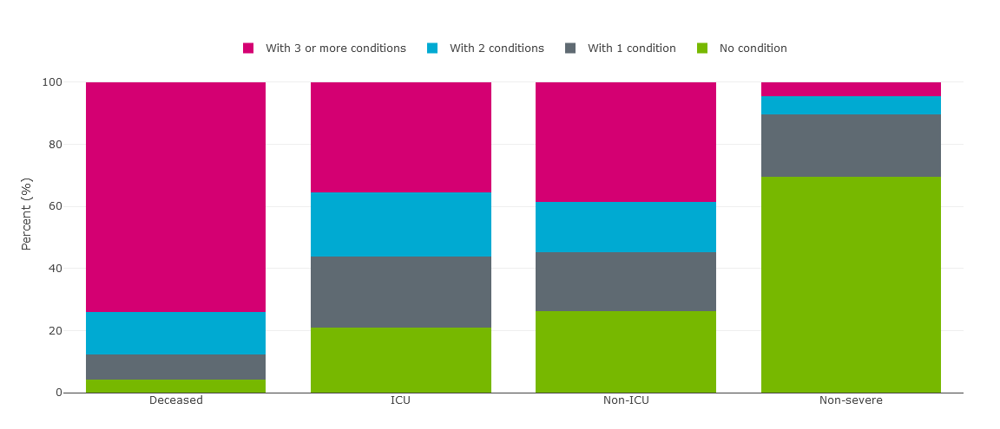 With 3 or more conditions With 2 conditions With 1 condition No condition
Percent (%)
100
80
60
40
20
0
Deceased ICU Non-ICU Non-severe